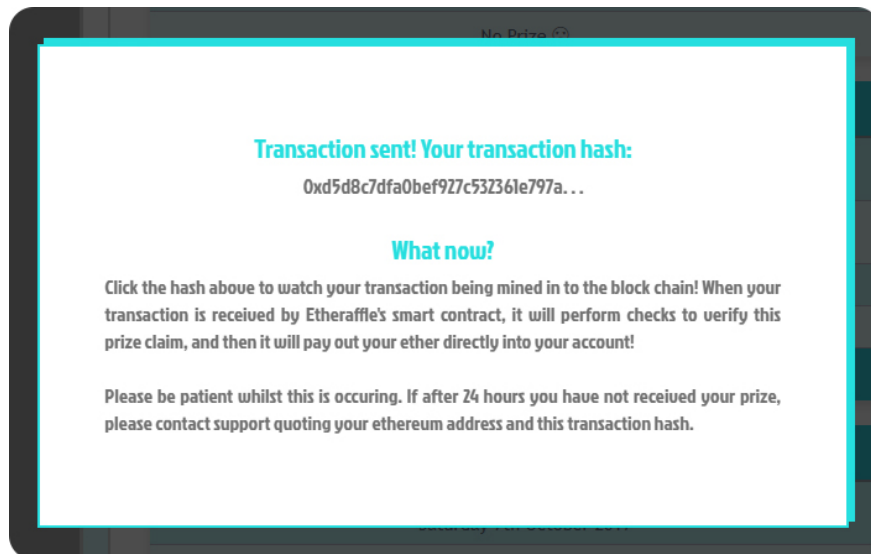 No Prize
Transaction sent! Your transaction hash:
0xd5d8c7dfa0bef927c532361e797a...
What now?
Click the hash above to watch your transaction being mined in to the block chain! When your
transaction is received by Etheraffle's smart contract, it will perform checks to verify this
prize claim, and then it will pay out your ether directly into your account!
Please be patient whilst this is occuring. If after 24 hours you have not received your prize,
please contact support quoting your ethereum address and this transaction hash.